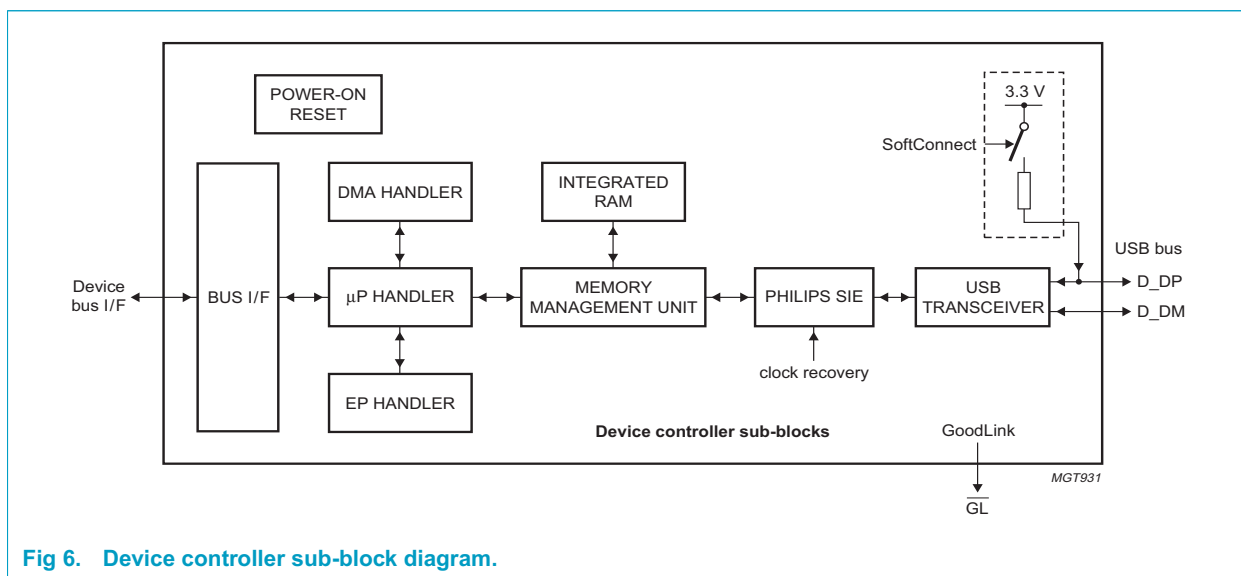 POWER-ON
RESET
3.3 V
SoftConnect
DMA HANDLER
INTEGRATED
RAM
USB bus
Device
bus I/F
BUS I/F
μP HANDLER
MEMORY
MANAGEMENT UNIT
PHILIPS SIE
USB
TRANSCEIVER
D_DP
D_DM
clock recovery
EP HANDLER
Device controller sub-blocks
GoodLink
MGT931
GL
Fig 6. Device controller sub-block diagram.